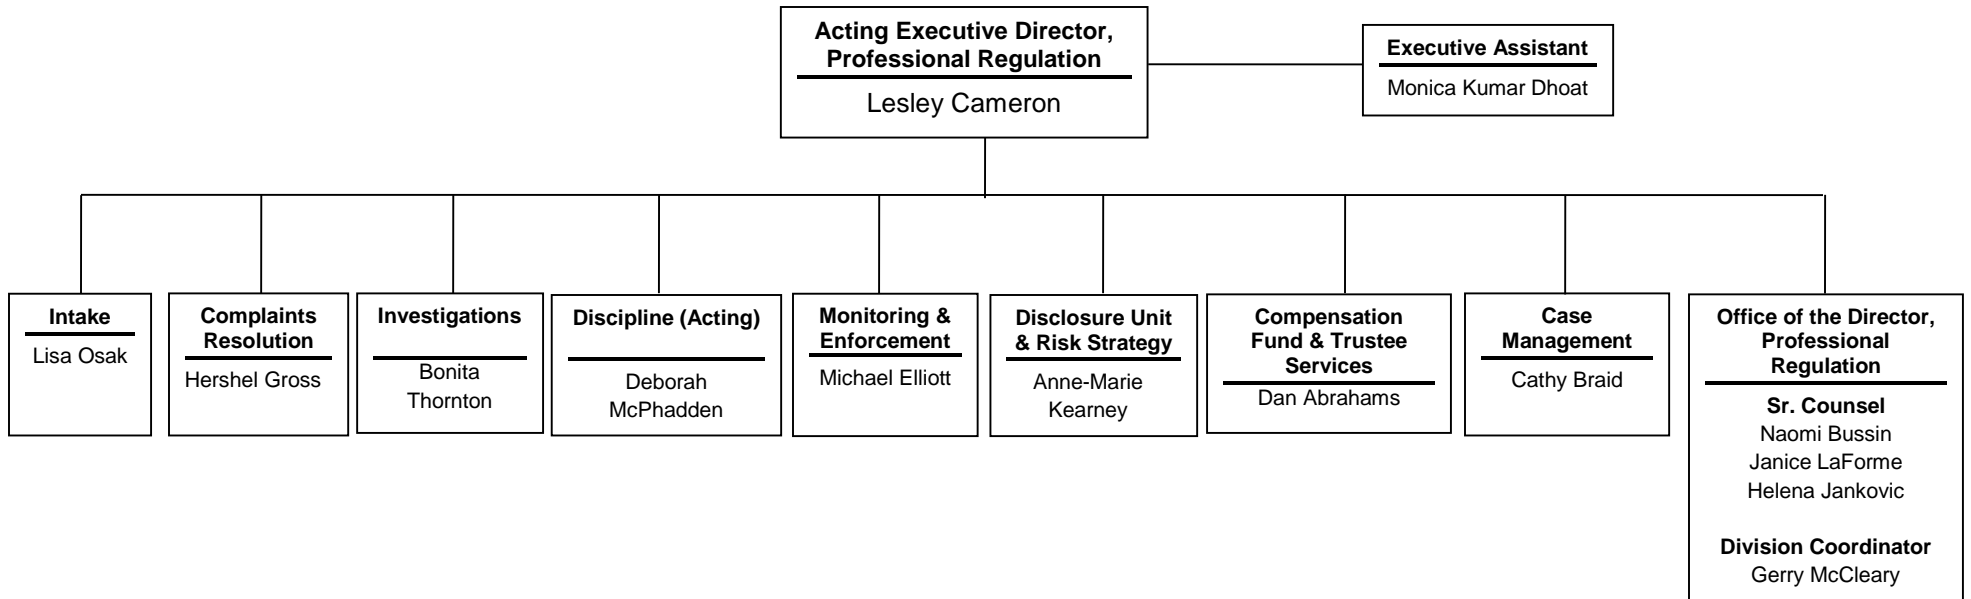 Acting Executive Director,
Professional Regulation
Lesley Cameron
Executive Assistant
Monica Kumar Dhoat
Intake
Lisa Osak
Complaints
Resolution
Hershel Gross
Investigations
Bonita
Thornton
Discipline (Acting)
Deborah
McPhadden
Monitoring &
Enforcement
Michael Elliott
Disclosure Unit
& Risk Strategy
Anne-Marie
Kearney
Compensation
Fund & Trustee
Services
Dan Abrahams
Case
Management
Cathy Braid
Office of the Director,
Professional
Regulation
Sr. Counsel
Naomi Bussin
Janice LaForme
Helena Jankovic
Division Coordinator
Gerry McCleary